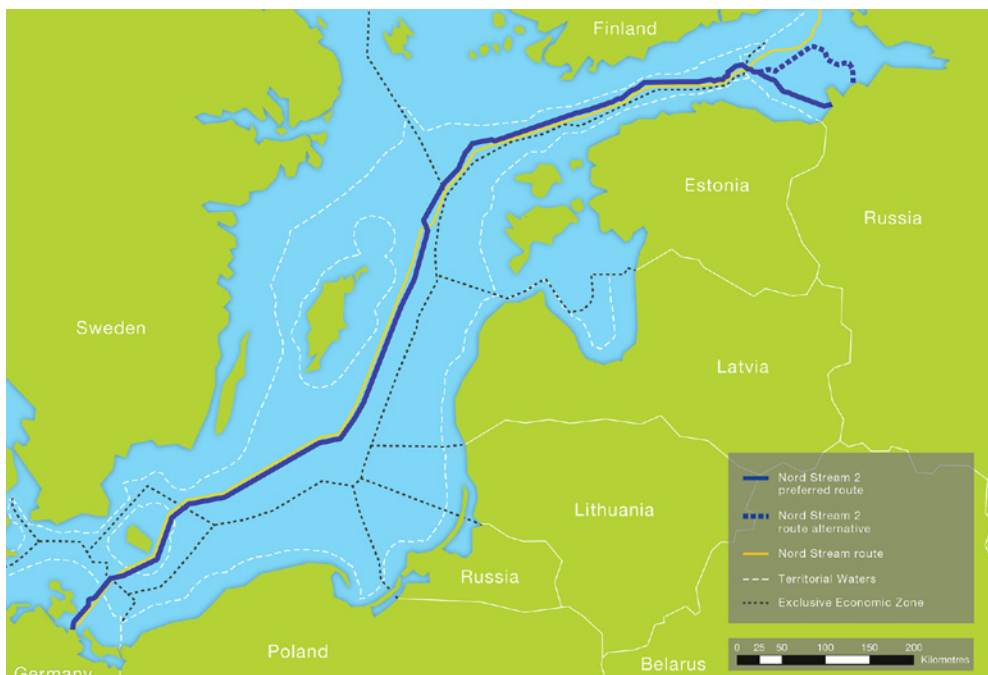 Finland
Estonia
Russia
Sweden
Latvia
Lithuania
Russia
Poland
Germany
Belarus
Nord Stream 2
preferred route
Nord Stream 2
route alternative
Nord Stream route
Territorial Waters
Exclusive Economic Zone
0 25 50 100 150 200
Kilometres